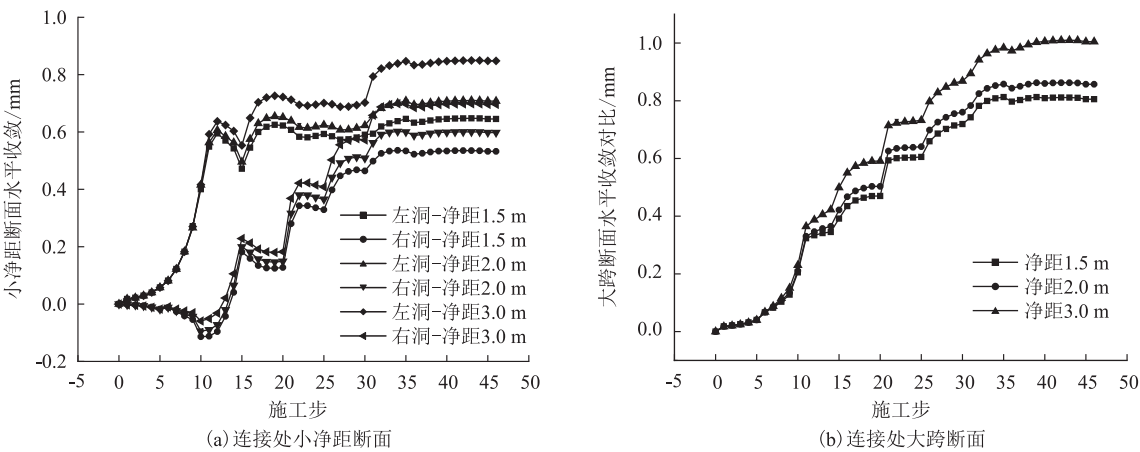 1.0
0.8
0.6
0.4
0.2
0.0
-0.2
小净距断面水平收敛/mm
-5 0 5 10 15 20 25 30 35 40 45 50
施工步
左洞-净距1.5 m
右洞-净距1.5 m
左洞-净距2.0 m
右洞-净距2.0 m
左洞-净距3.0 m
右洞-净距3.0 m
(a)连接处小净距断面
1.0
0.8
0.6
0.4
0.2
0.0
大跨断面水平收敛对比/mm
-5 0 5 10 15 20 25 30 35 40 45 50
施工步
净距1.5 m
净距2.0 m
净距3.0 m
(b)连接处大跨断面